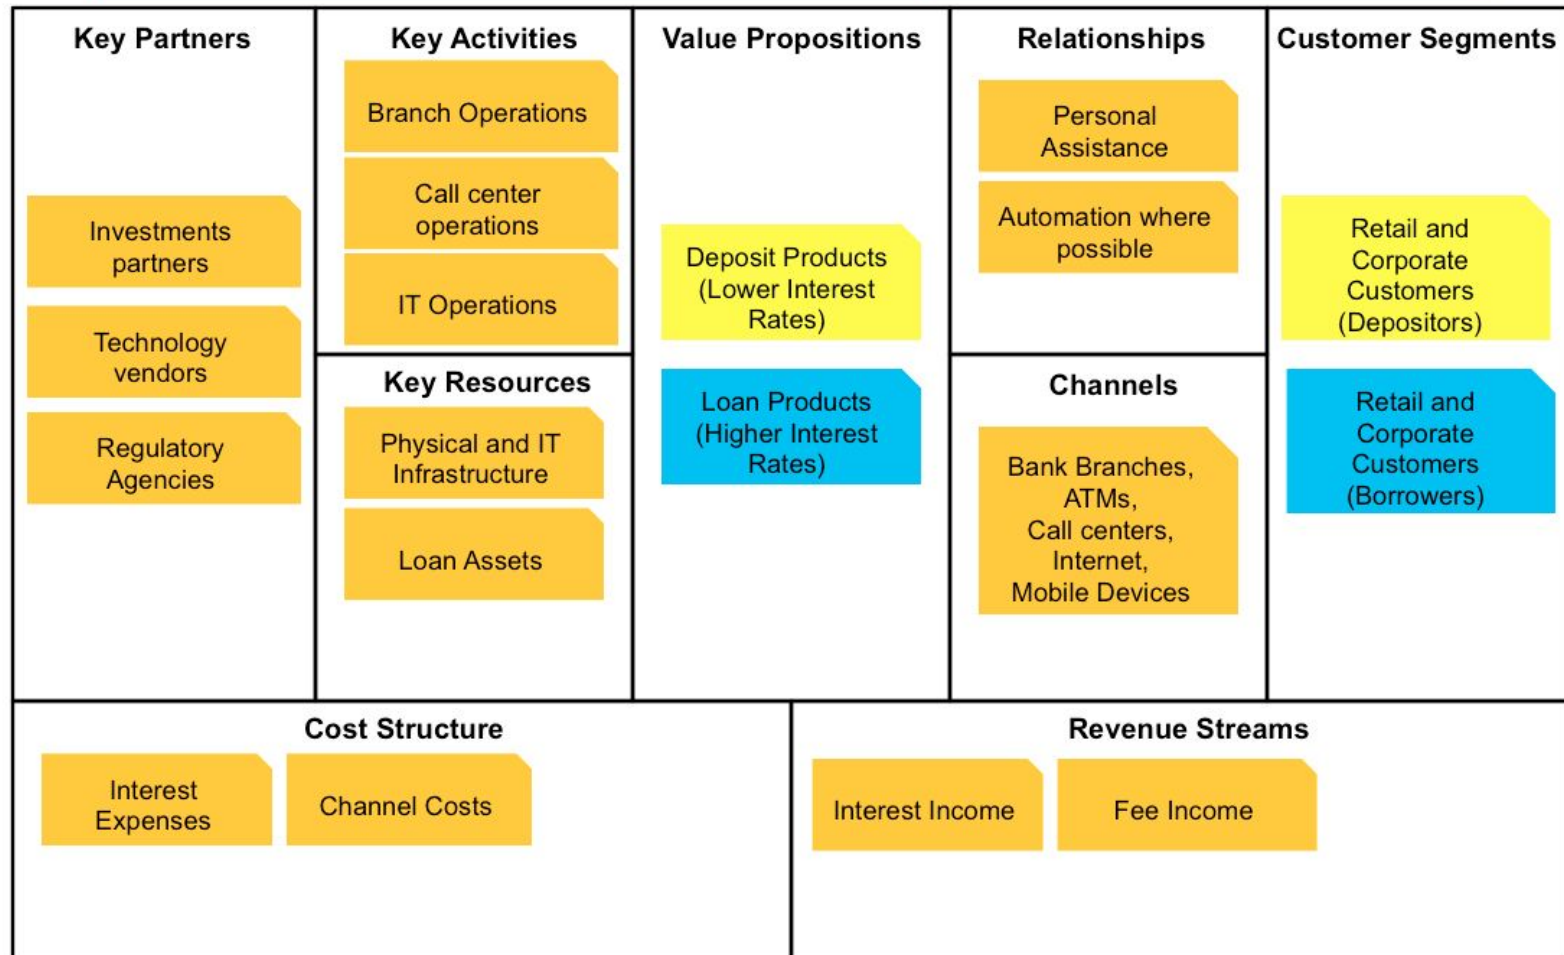 Key Partners
Investments
partners
Technology
vendors
Regulatory
Agencies
Key Activities
Branch Operations
Call center
operations
IT Operations
Key Resources
Physical and IT
Infrastructure
Loan Assets
Value Propositions
Deposit Products
(Lower Interest
Rates)
Loan Products
(Higher Interest
Rates)
Relationships
Personal
Assistance
Automation where
possible
Channels
Bank Branches,
ATMs,
Call centers,
Internet,
Mobile Devices
Customer Segments
Retail and
Corporate
Customers
(Depositors)
Retail and
Corporate
Customers
(Borrowers)
Cost Structure
Interest
Expenses
Channel Costs
Revenue Streams
Interest Income
Fee Income